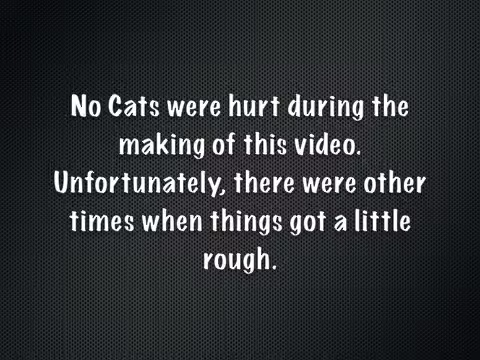 No Cats were hurt during the
making of this video.
Unfortunately, there were other
times when things got a little
rough.